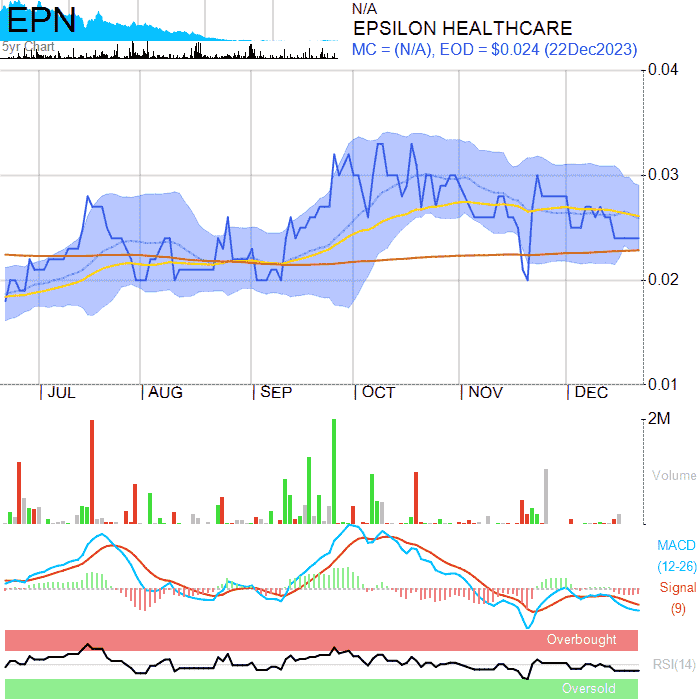 EPN
5yr Chart
N/A
EPSILON HEALTHCARE
MC = (N/A), EOD = $0.024 (22Dec2023)
0.04
0.03
0.02
0.01
JUL
AUG
SEP
OCT
NOV
DEC
2M
Volume
MACD
(12-26)
Signal
(9)
Overbought
RSI(14)
Oversold